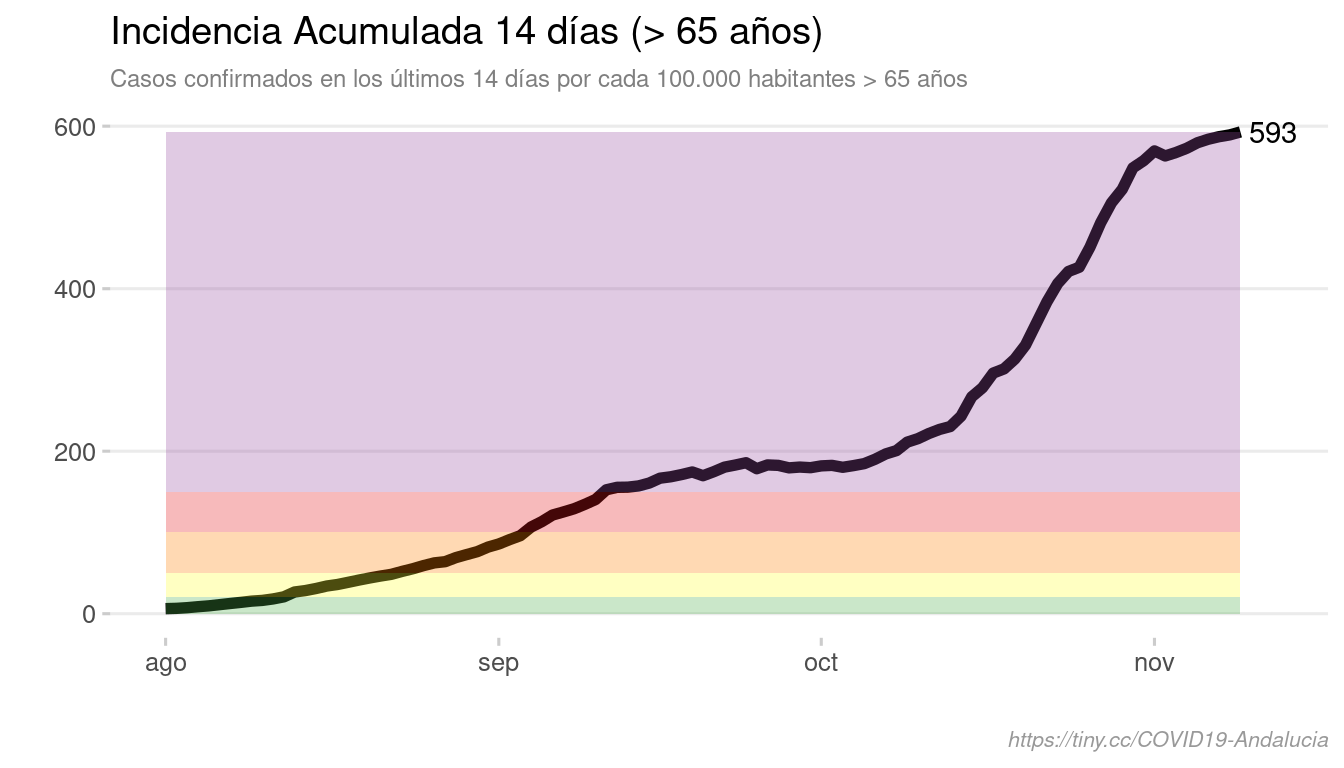 Incidencia Acumulada 14 días (> 65 años)
Casos confirmados en los últimos 14 días por cada 100.000 habitantes > 65 años
600
593
400
200
0
ago sep oct nov
https://tiny.cc/COVID19-Andalucia